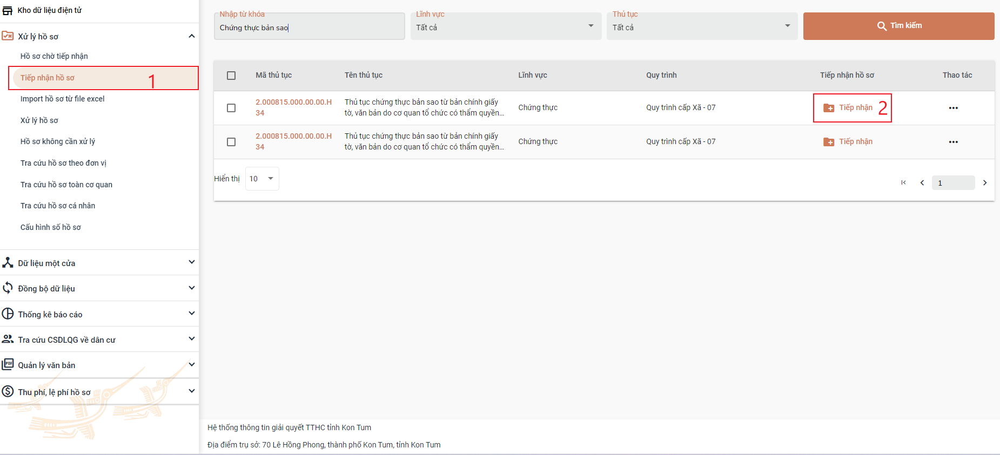 Kho dữ liệu điện tử
Xử lý hồ sơ
Hồ sơ chờ tiếp nhận
Tiếp nhận hồ sơ
1
Import hồ sơ từ file excel
Xử lý hồ sơ
Hồ sơ không cần xử lý
Tra cứu hồ sơ theo đơn vị
Tra cứu hồ sơ toàn cơ quan
Tra cứu hồ sơ cá nhân
Cấu hình số hồ sơ
Dữ liệu một cửa
Đồng bộ dữ liệu
Thống kê báo cáo
Tra cứu CSDLQG về dân cư
PDF
Quản lý văn bản
Thu phí, lệ phí hồ sơ
Nhập từ khóa
Chứng thực bản sao
Lĩnh vực
Tất cả
Thủ tục
Tất cả
Tìm kiếm
Mã thủ tục Tên thủ tục Lĩnh vực Quy trình Tiếp nhận hồ sơ Thao tác
2.000815.000.00.00.H
34
Thủ tục chứng thực bản sao từ bản chính giấy
tờ, văn bản do cơ quan tổ chức có thẩm quyền...
Chứng thực
Quy trình cấp Xã - 07
Tiếp nhận
2
2.000815.000.00.00.H
34
Thủ tục chứng thực bản sao từ bản chính giấy
tờ, văn bản do cơ quan tổ chức có thẩm quyền...
Chứng thực
Quy trình cấp Xã - 07
Tiếp nhận
Hiển thị 10
1
Hệ thống thông tin giải quyết TTHC tỉnh Kon Tum
Địa điểm trụ sở: 70 Lê Hồng Phong, thành phố Kon Tum, tỉnh Kon Tum